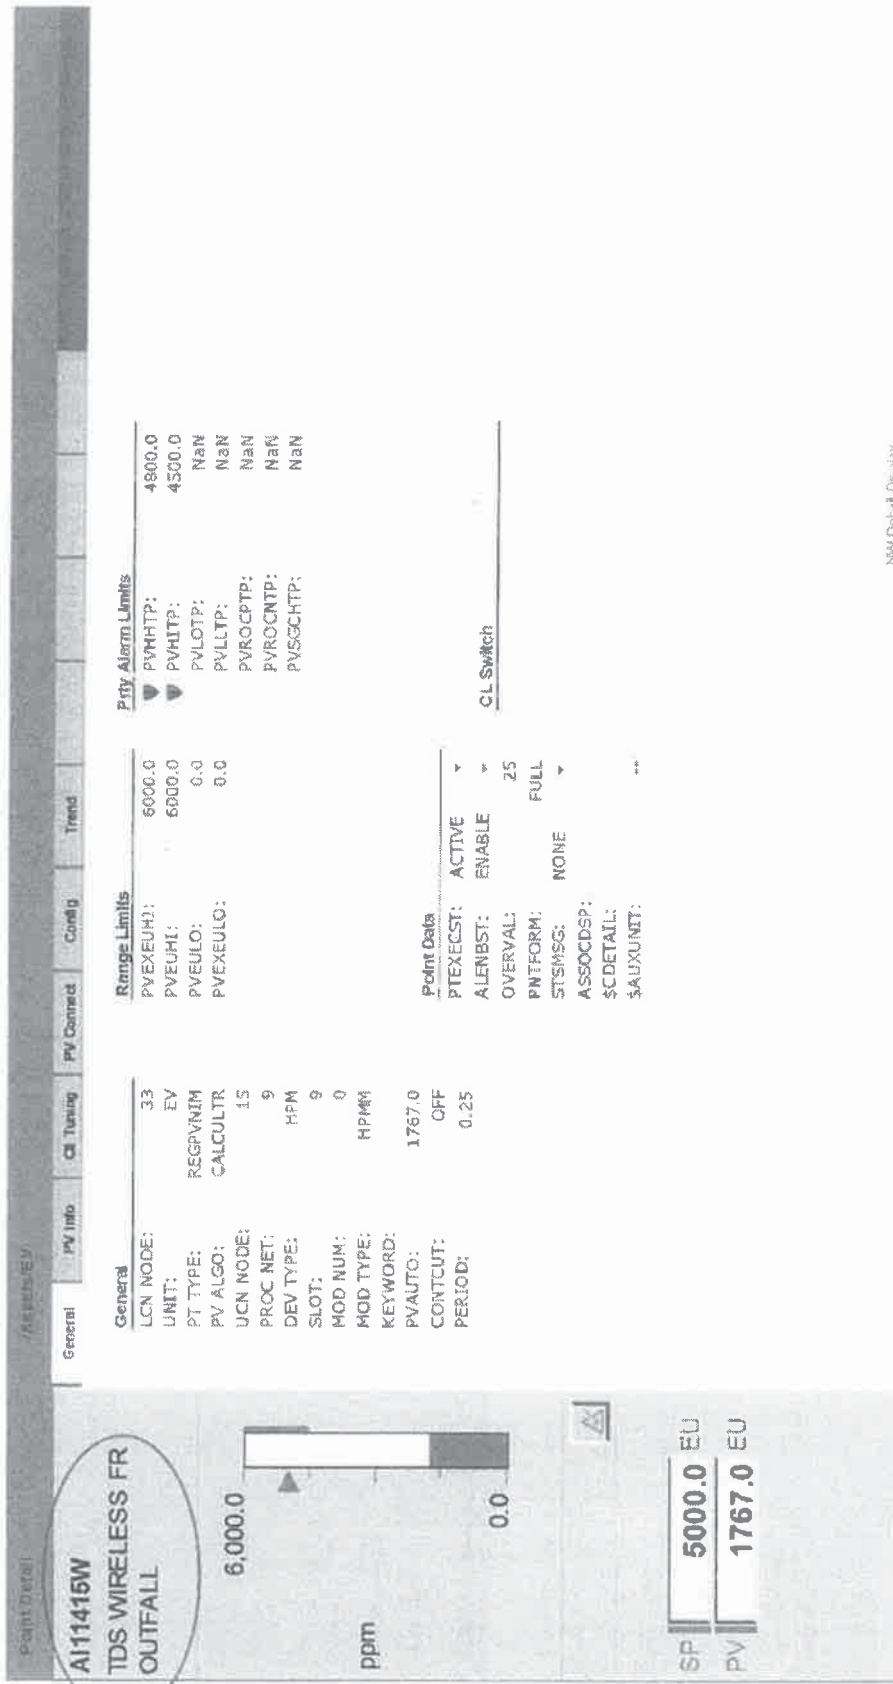 Point Detail /ASSETS/EV
General PV Info Ctl Tuning PV Connect Config Trend
AI11415W
TDS WIRELESS FR
OUTFALL
6,000.0
ppm
0.0
SP 5000.0 EU
PV 1767.0 EU
General
LCN NODE: 33
UNIT: EV
PT TYPE: REGPVNIM
PV ALGO: CALCULTR
UCN NODE: 15
PROC NET: 9
DEV TYPE: HPM
SLOT: 9
MOD NUM: 0
MOD TYPE: HPMM
KEYWORD:
PVAUTO: 1767.0
CONTCUT: OFF
PERIOD: 0.25
Range Limits
PVEXEUHI: 6000.0
PVEUHI: 6000.0
PVEULO: 0.0
PVEXEULO: 0.0
Point Data
PTEXECST: ACTIVE
ALENBST: ENABLE
OVERVAL: 25
PNTFORM: FULL
STSMSG: NONE
ASSOCDSP:
$CDETAIL:
$AUXUNIT: --
Prty Alarm Limits
PVHHTP: 4800.0
PVHITP: 4500.0
PVLOTP: NaN
PVLLTP: NaN
PVROCPTP: NaN
PVROCNTP: NaN
PVSGCHTP: NaN
CL Switch
Detail Display